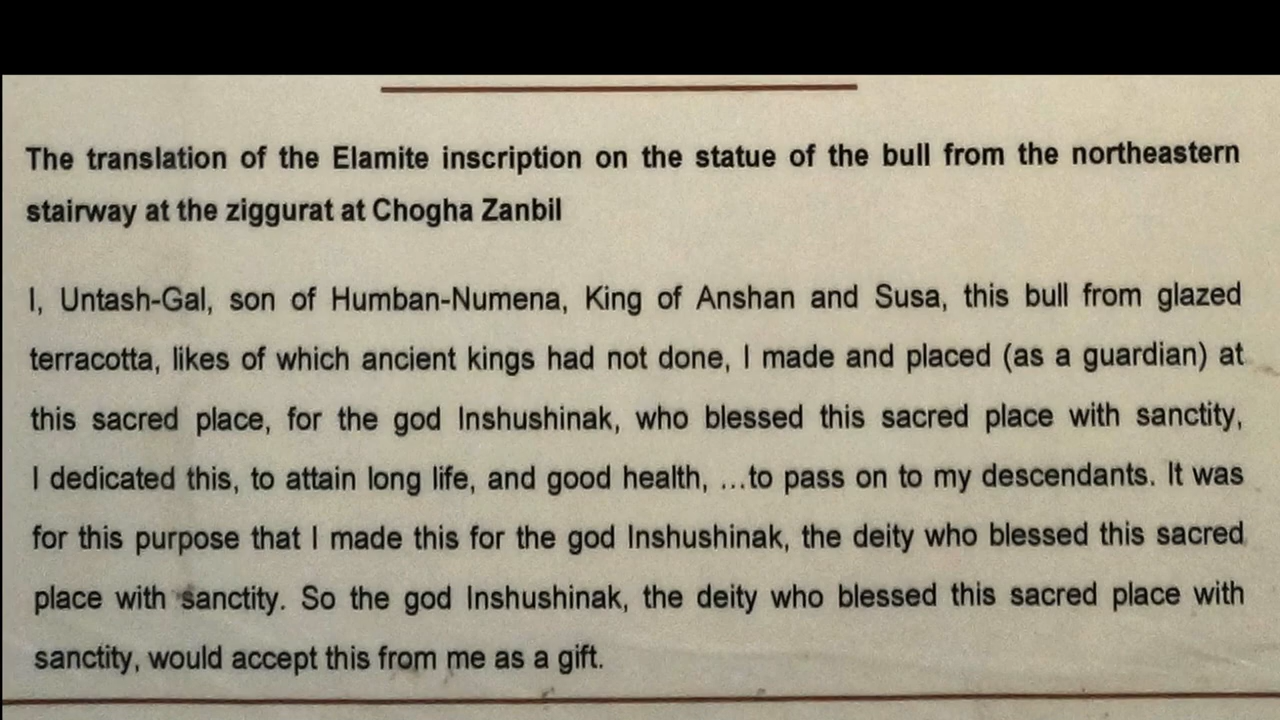 The translation of the Elamite inscription on the statue of the bull from the northeastern
stairway at the ziggurat at Chogha Zanbil
I, Untash-Gal, son of Humban-Numena, King of Anshan and Susa, this bull from glazed
terracotta, likes of which ancient kings had not done, I made and placed (as a guardian) at
this sacred place, for the god Inshushinak, who blessed this sacred place with sanctity,
I dedicated this, to attain long life, and good health, ...to pass on to my descendants. It was
for this purpose that I made this for the god Inshushinak, the deity who blessed this sacred
place with sanctity. So the god Inshushinak, the deity who blessed this sacred place with
sanctity, would accept this from me as a gift.